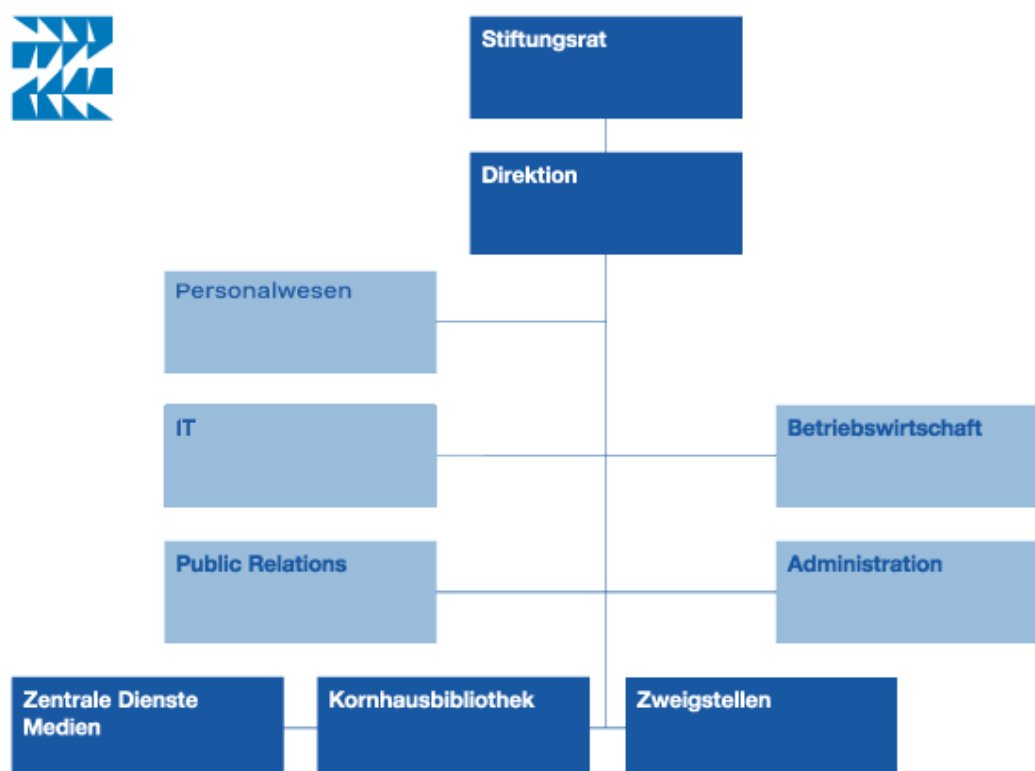 Stiftungsrat
Direktion
Personalwesen
IT
Betriebswirtschaft
Public Relations
Administration
Zentrale Dienste
Medien
Kornhausbibliothek
Zweigstellen